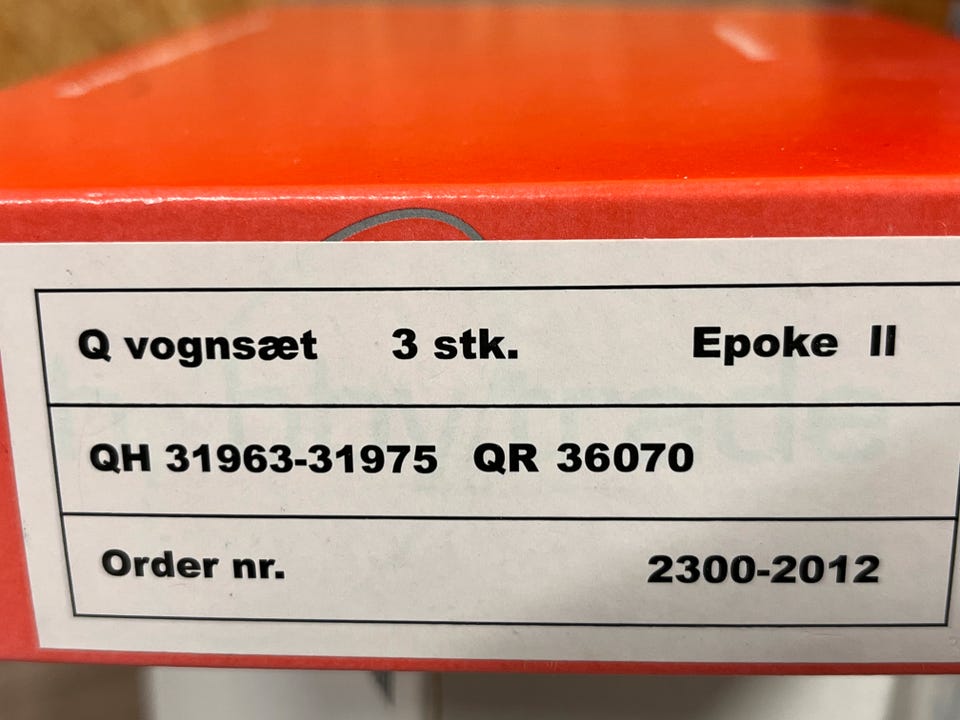 Q vognsæt 3 stk. Epoke II
QH 31963-31975 QR 36070
Order nr. 2300-2012